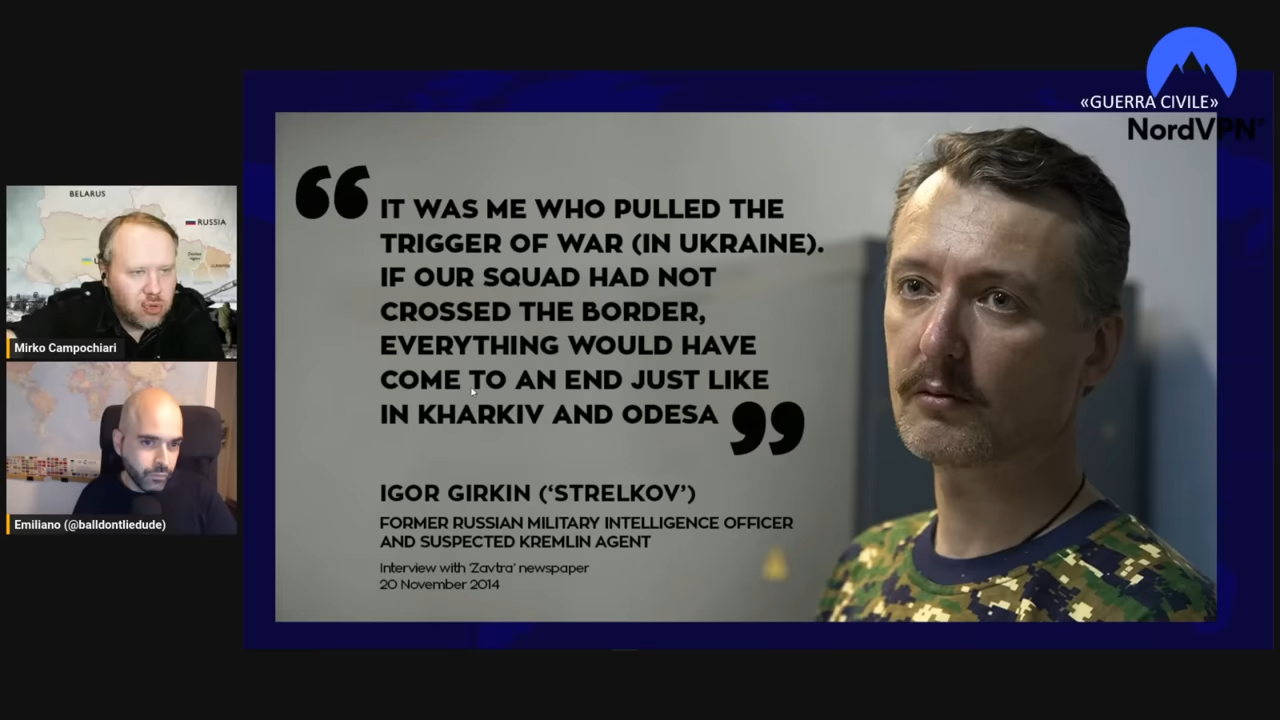 «GUERRA CIVILE»
NordVPN®
BELARUS
RUSSIA
Mirko Campochiari
Emiliano (@balldontliedude)
“IT WAS ME WHO PULLED THE
TRIGGER OF WAR (IN UKRAINE).
IF OUR SQUAD HAD NOT
CROSSED THE BORDER,
EVERYTHING WOULD HAVE
COME TO AN END JUST LIKE
IN KHARKIV AND ODESA”
IGOR GIRKIN (‘STRELKOV’)
FORMER RUSSIAN MILITARY INTELLIGENCE OFFICER
AND SUSPECTED KREMLIN AGENT
Interview with ‘Zavtra’ newspaper
20 November 2014